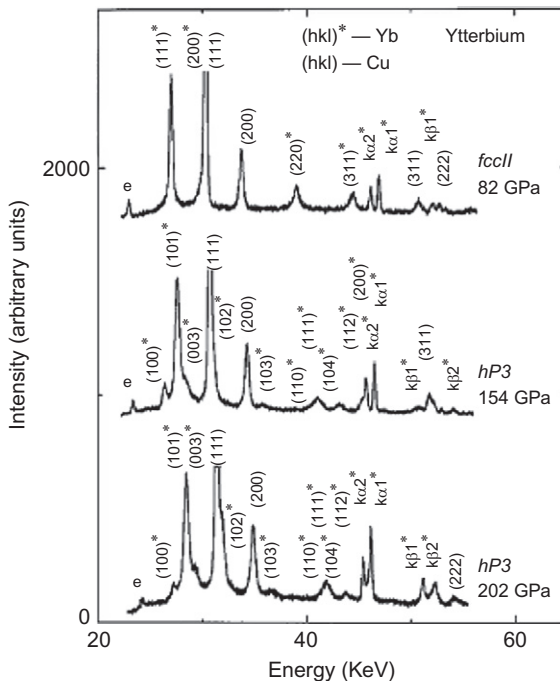 (hkl)* — Yb Ytterbium
(hkl) — Cu
(111)*
(200)*
(111)
(200)
(220)*
(311)*
kα2*
kα1*
(311)
kβ1*
(222)
e
fccII
82 GPa
2000
(100)*
(101)*
(003)*
(111)
(102)*
(200)
(103)*
(110)*
(111)*
(104)*
(112)*
(200)*
kα2*
kα1*
kβ1*
(311)
kβ2*
e
hP3
154 GPa
(100)*
(101)*
(003)*
(111)
(102)*
(200)
(103)*
(110)*
(111)*
(104)*
(112)*
kα2*
kα1*
kβ1*
kβ2*
(222)
e
hP3
202 GPa
0
20 40 60
Energy (KeV)
Intensity (arbitrary units)